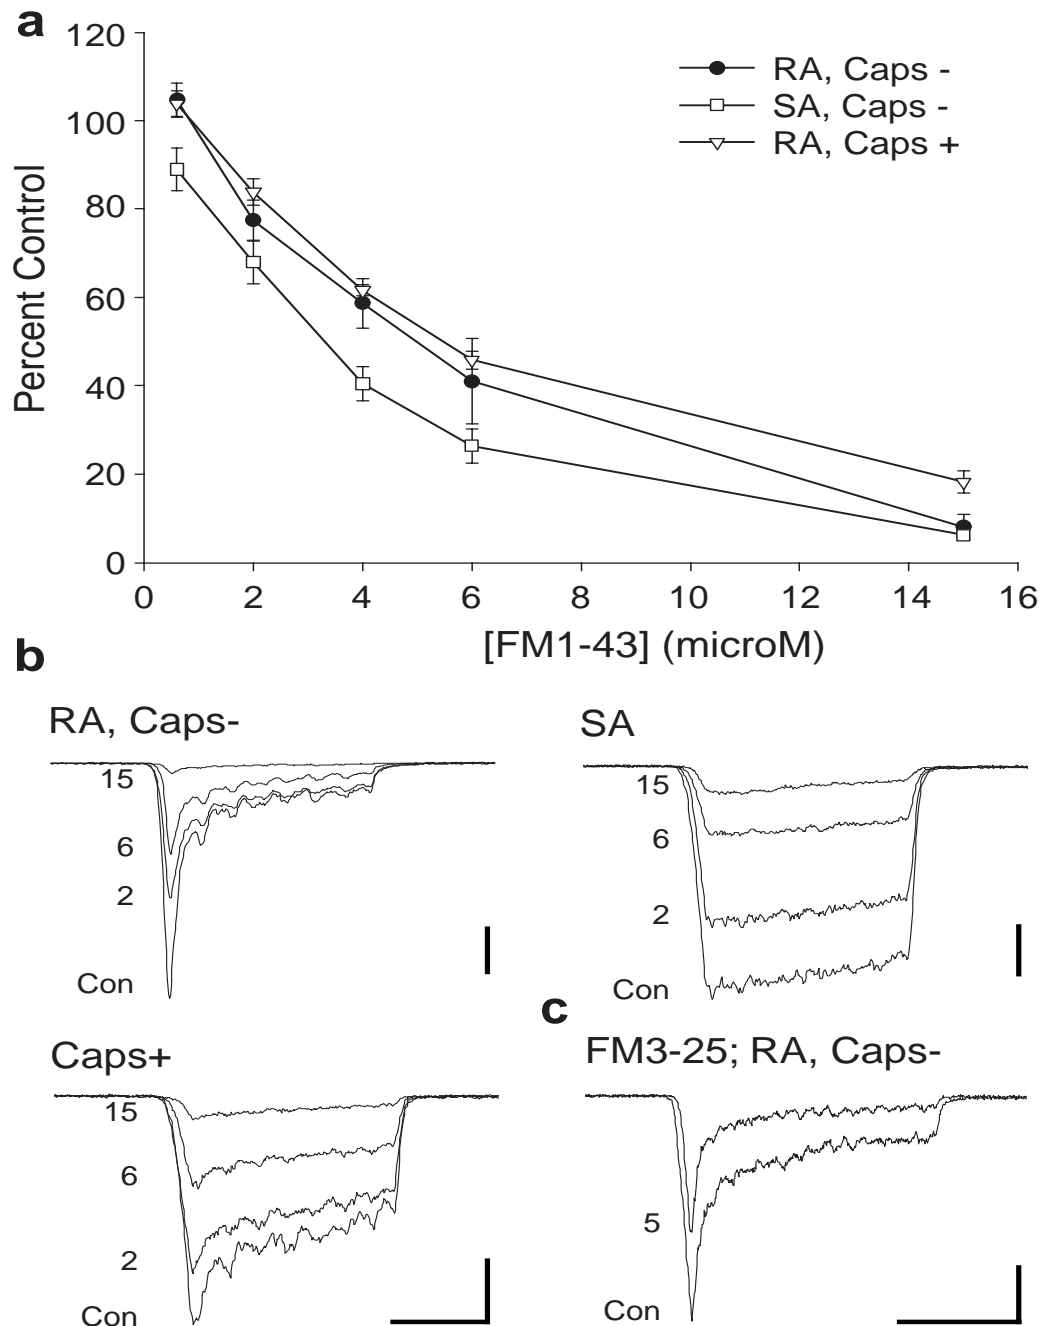 a
120
100
80
60
40
20
0
Percent Control
RA, Caps -
SA, Caps -
RA, Caps +
0 2 4 6 8 10 12 14 16
[FM1-43] (microM)
b
RA, Caps-
15
6
2
Con
SA
15
6
2
Con
Caps+
15
6
2
Con
c
FM3-25; RA, Caps-
5
Con